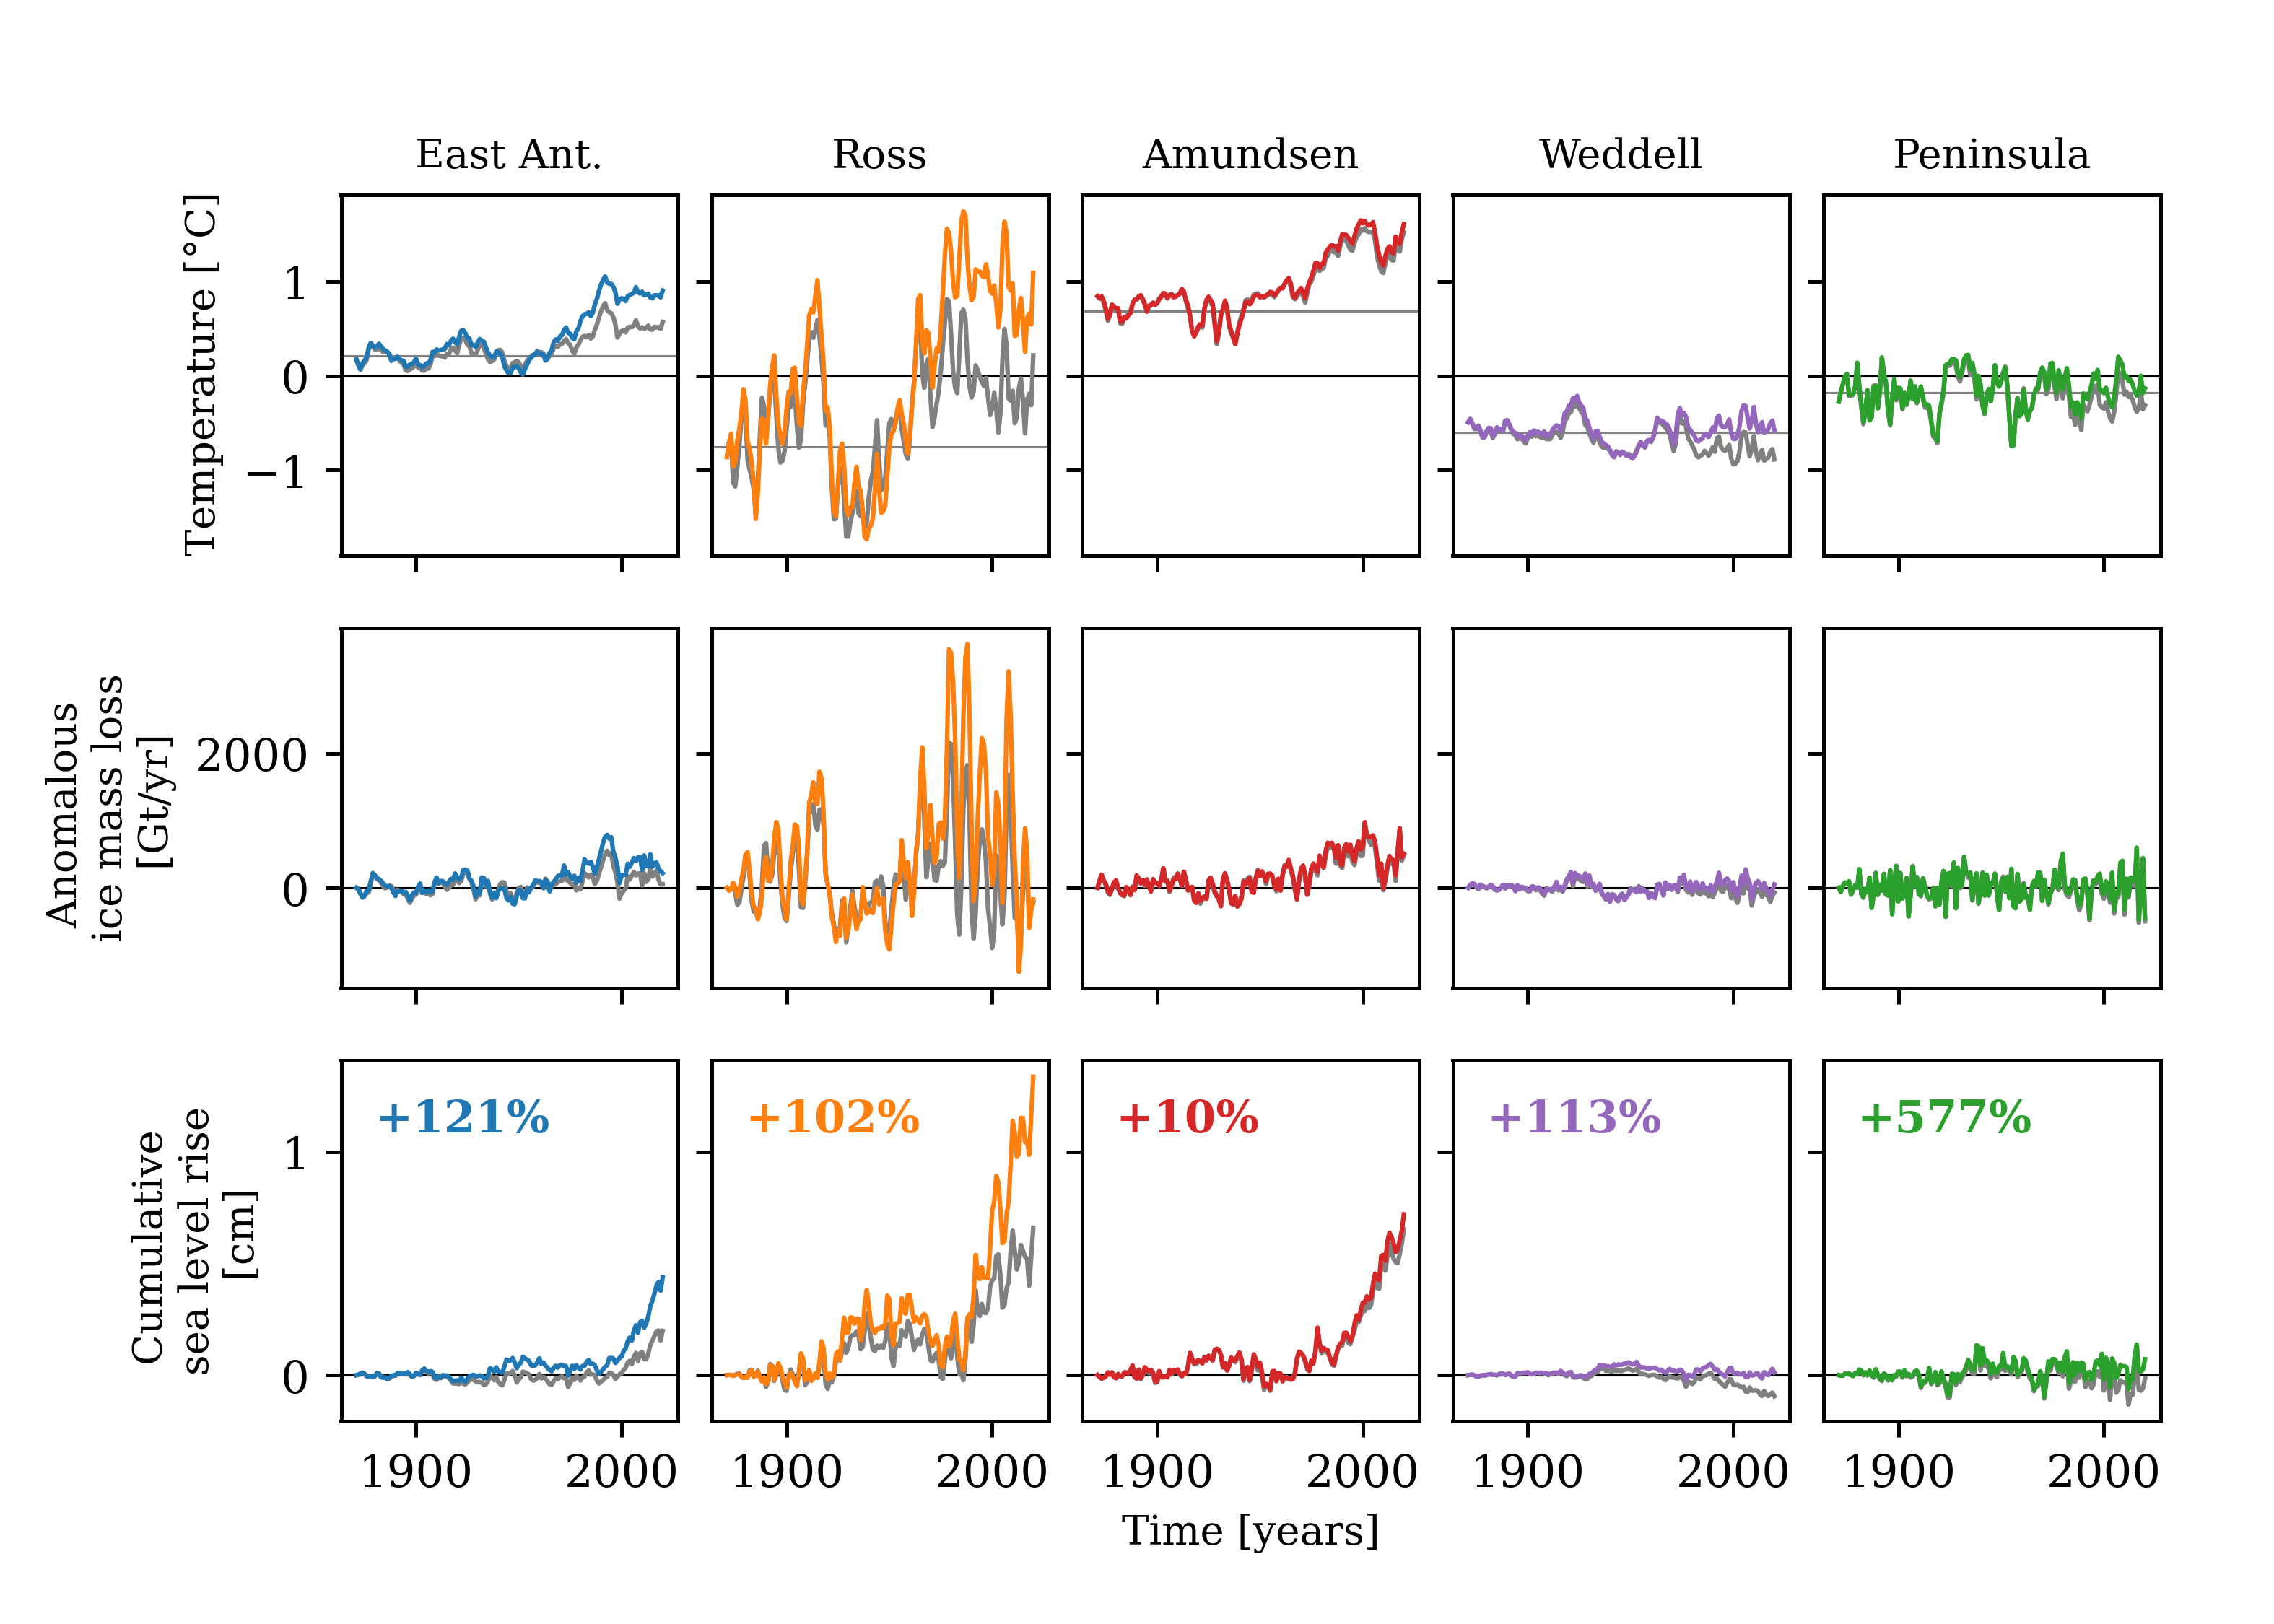 East Ant.
Ross
Amundsen
Weddell
Peninsula
Temperature [°C]
1
0
−1
Anomalous
ice mass loss
[Gt/yr]
2000
0
Cumulative
sea level rise
[cm]
1
0
+121%
+102%
+10%
+113%
+577%
1900
2000
1900
2000
1900
2000
1900
2000
1900
2000
Time [years]